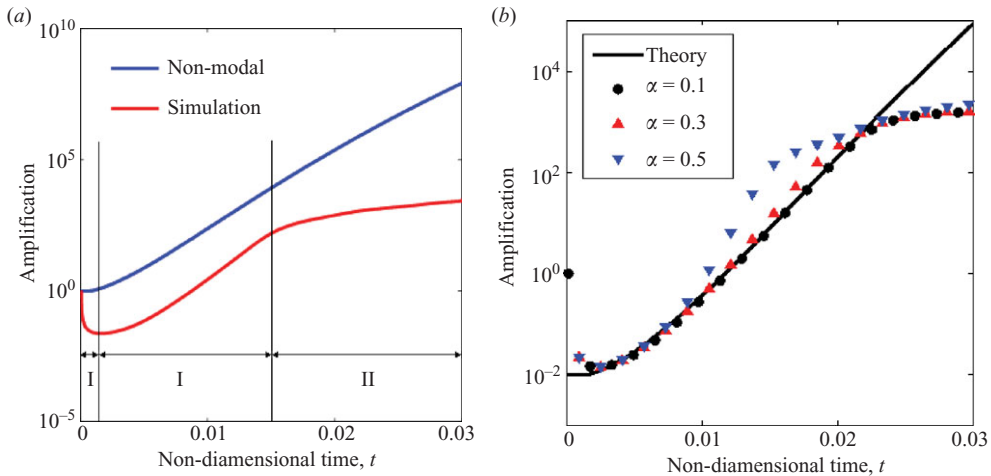 (a)
10^10
10^5
10^0
10^−5
Amplification
Non-modal
Simulation
I
I
II
0
0.01
0.02
0.03
Non-diamensional time, t
(b)
10^4
10^2
10^0
10^−2
Amplification
Theory
α = 0.1
α = 0.3
α = 0.5
0
0.01
0.02
0.03
Non-diamensional time, t